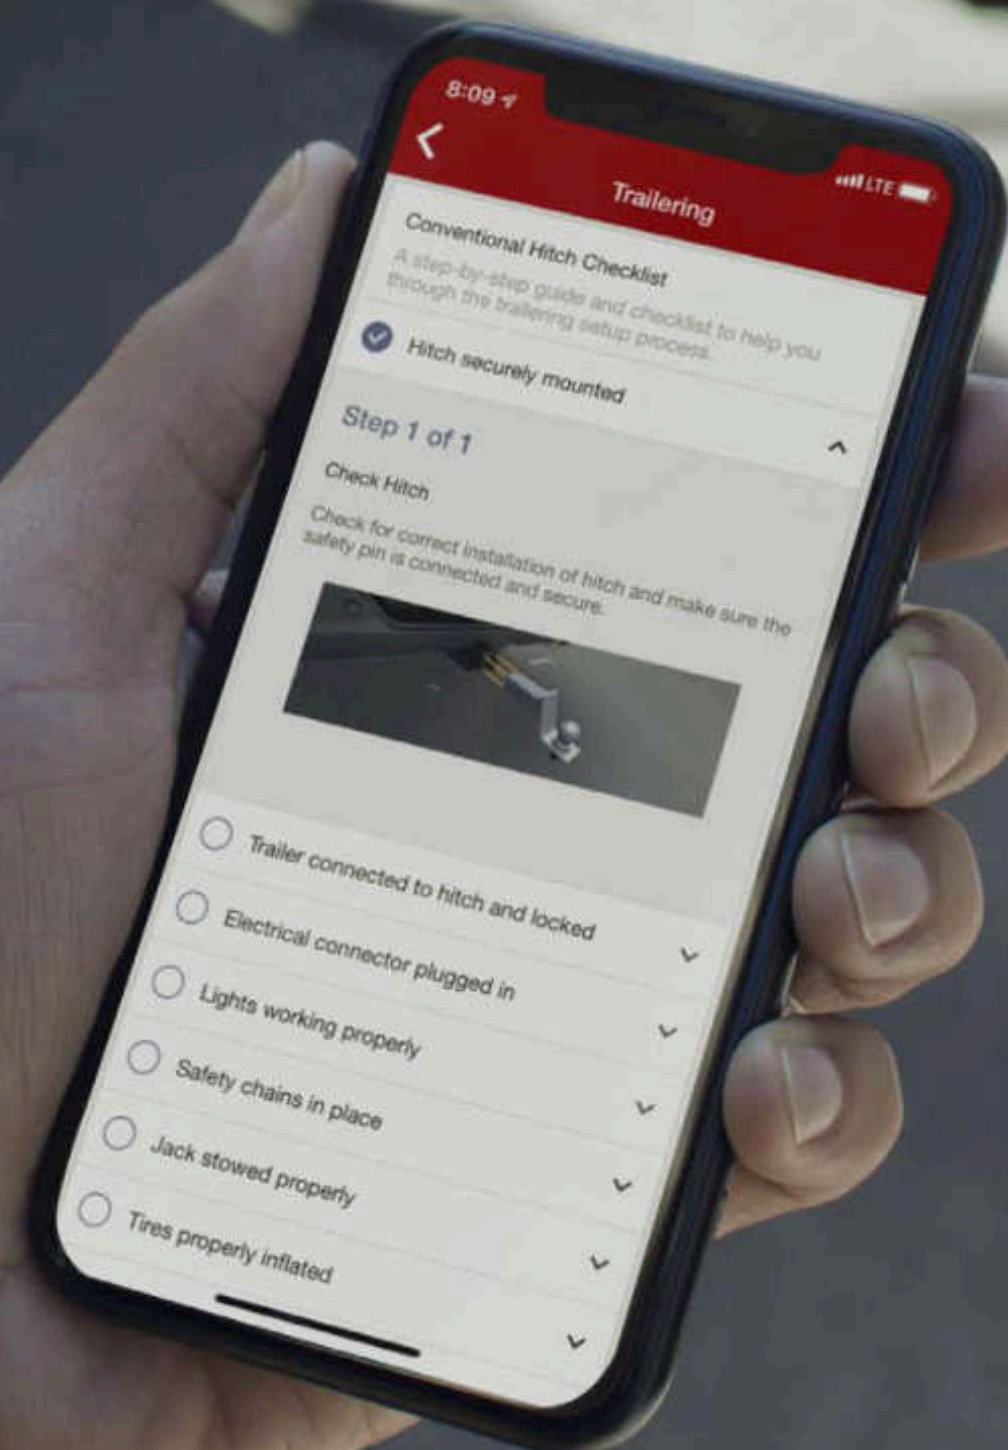 8:09
LTE
Trailering
Conventional Hitch Checklist
A step-by-step guide and checklist to help you
through the trailering setup process.
Hitch securely mounted
Step 1 of 1
Check Hitch
Check for correct installation of hitch and make sure the
safety pin is connected and secure.
Trailer connected to hitch and locked
Electrical connector plugged in
Lights working properly
Safety chains in place
Jack stowed properly
Tires properly inflated